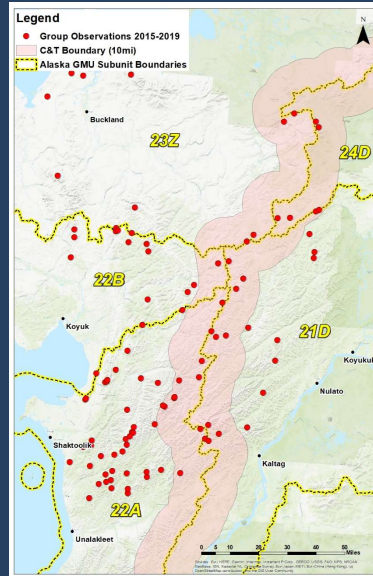 Legend
Group Observations 2015-2019
C&T Boundary (10mi)
Alaska GMU Subunit Boundaries
N
Buckland
23Z
24D
22B
Koyuk
21D
Koyukuk
Nulato
Shaktoolik
Kaltag
22A
Unalakleet
0 5 10 20 30 40 50
Miles